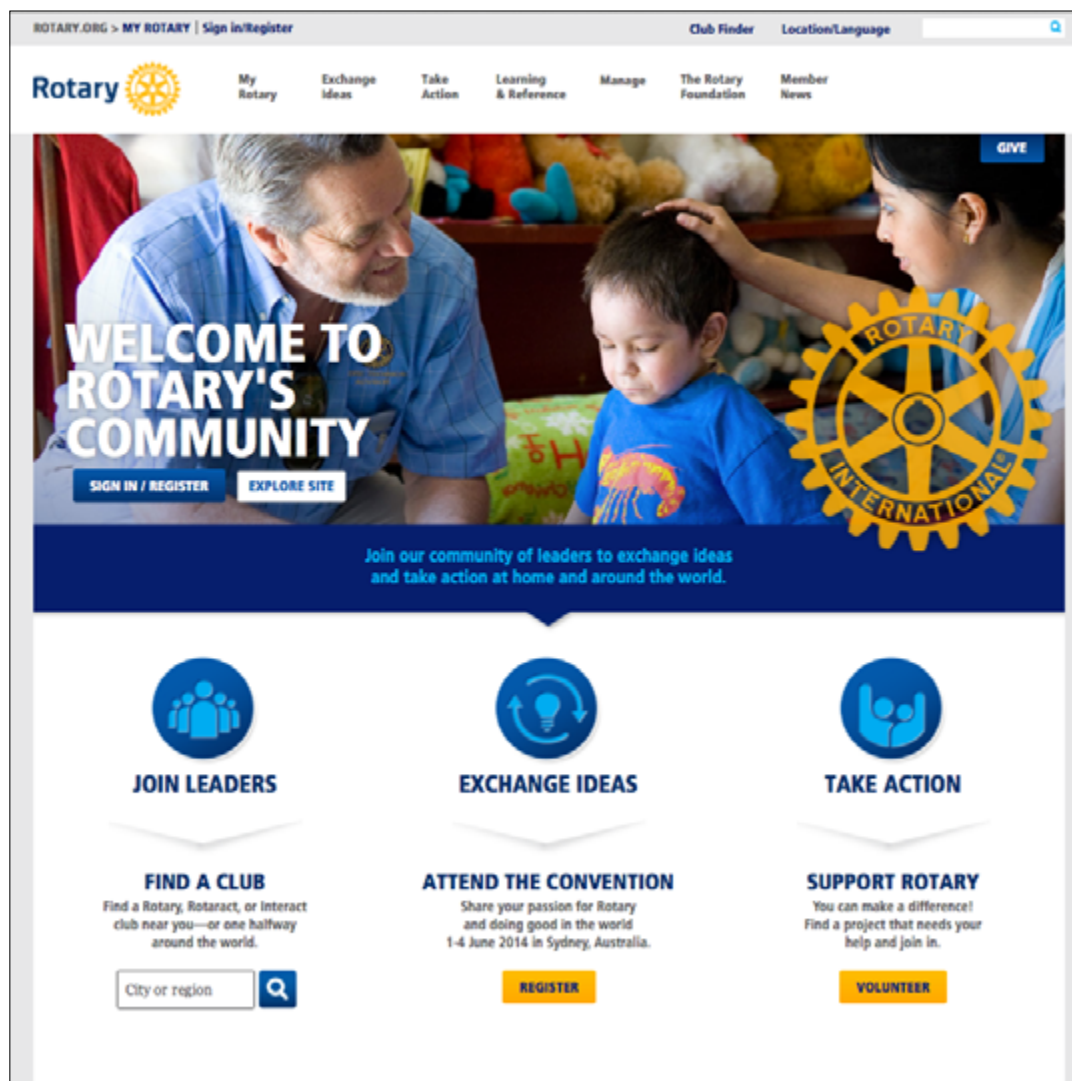 ROTARY.ORG > MY ROTARY | Sign in/Register
Club Finder
Location/Language
Rotary
My
Rotary
Exchange
Ideas
Take
Action
Learning
& Reference
Manage
The Rotary
Foundation
Member
News
GIVE
WELCOME TO
ROTARY'S
COMMUNITY
SIGN IN / REGISTER
EXPLORE SITE
ROTARY
INTERNATIONAL
Join our community of leaders to exchange ideas
and take action at home and around the world.
JOIN LEADERS
FIND A CLUB
Find a Rotary, Rotaract, or Interact
club near you—or one halfway
around the world.
City or region
EXCHANGE IDEAS
ATTEND THE CONVENTION
Share your passion for Rotary
and doing good in the world
1-4 June 2014 in Sydney, Australia.
REGISTER
TAKE ACTION
SUPPORT ROTARY
You can make a difference!
Find a project that needs your
help and join in.
VOLUNTEER